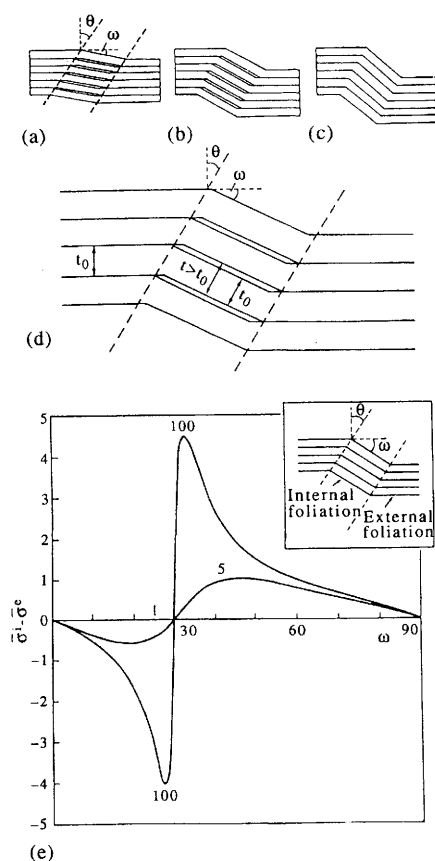 θ
ω
(a)
(b)
(c)
θ
ω
t₀
t>t₀
t₀
(d)
5
4
3
2
1
0
-1
-2
-3
-4
-5
σ̄ⁱ-σ̄ᵉ
100
5
1
100
30
60
90
ω
θ
ω
Internal
foliation
External
foliation
(e)